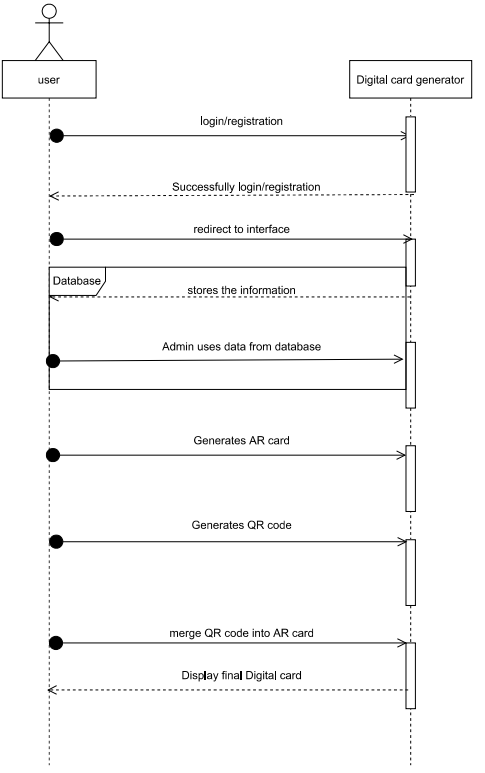 user
Digital card generator
login/registration
Successfully login/registration
redirect to interface
Database
stores the information
Admin uses data from database
Generates AR card
Generates QR code
merge QR code into AR card
Display final Digital card